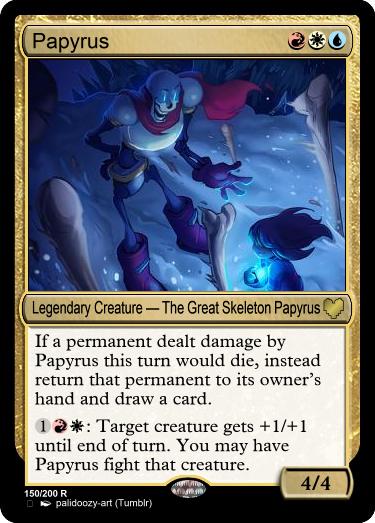 Papyrus
Legendary Creature — The Great Skeleton Papyrus
If a permanent dealt damage by
Papyrus this turn would die, instead
return that permanent to its owner's
hand and draw a card.
1: Target creature gets +1/+1
until end of turn. You may have
Papyrus fight that creature.
4/4
150/200 R
palidoozy-art (Tumblr)